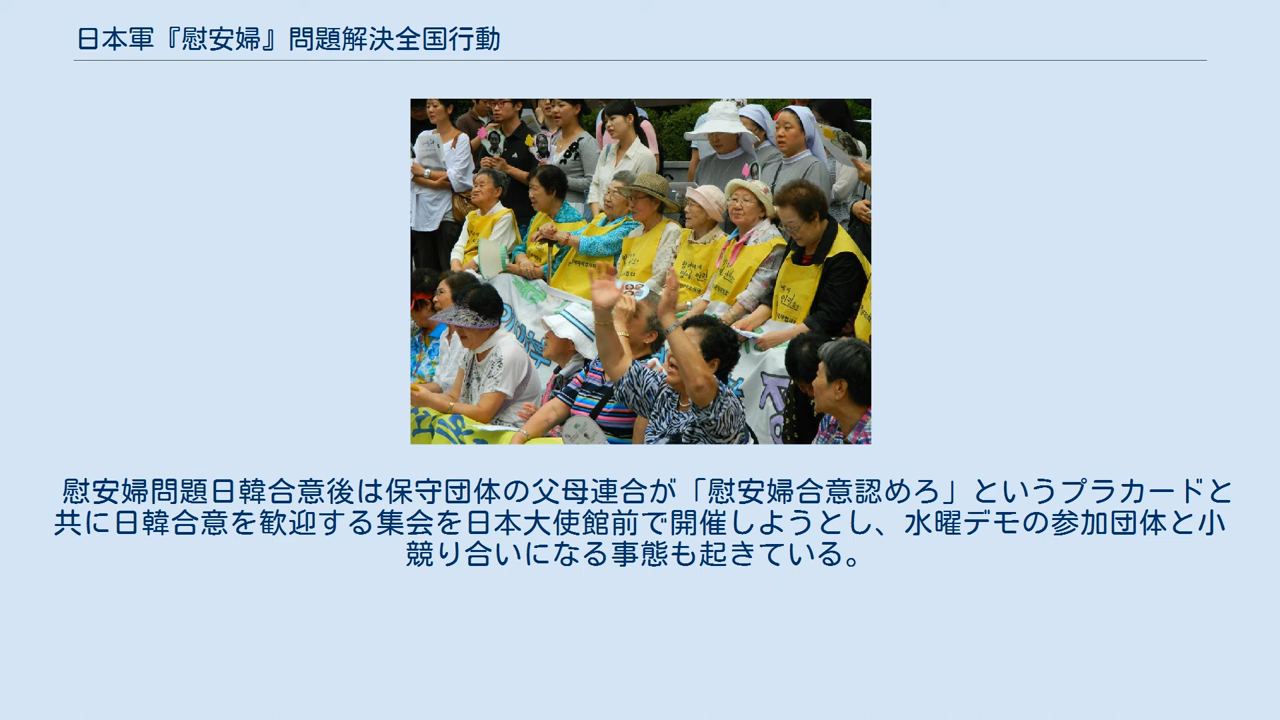 日本軍『慰安婦』問題解決全国行動
慰安婦問題日韓合意後は保守団体の父母連合が「慰安婦合意認めろ」というプラカードと
共に日韓合意を歓迎する集会を日本大使館前で開催しようとし、水曜デモの参加団体と小
競り合いになる事態も起きている。